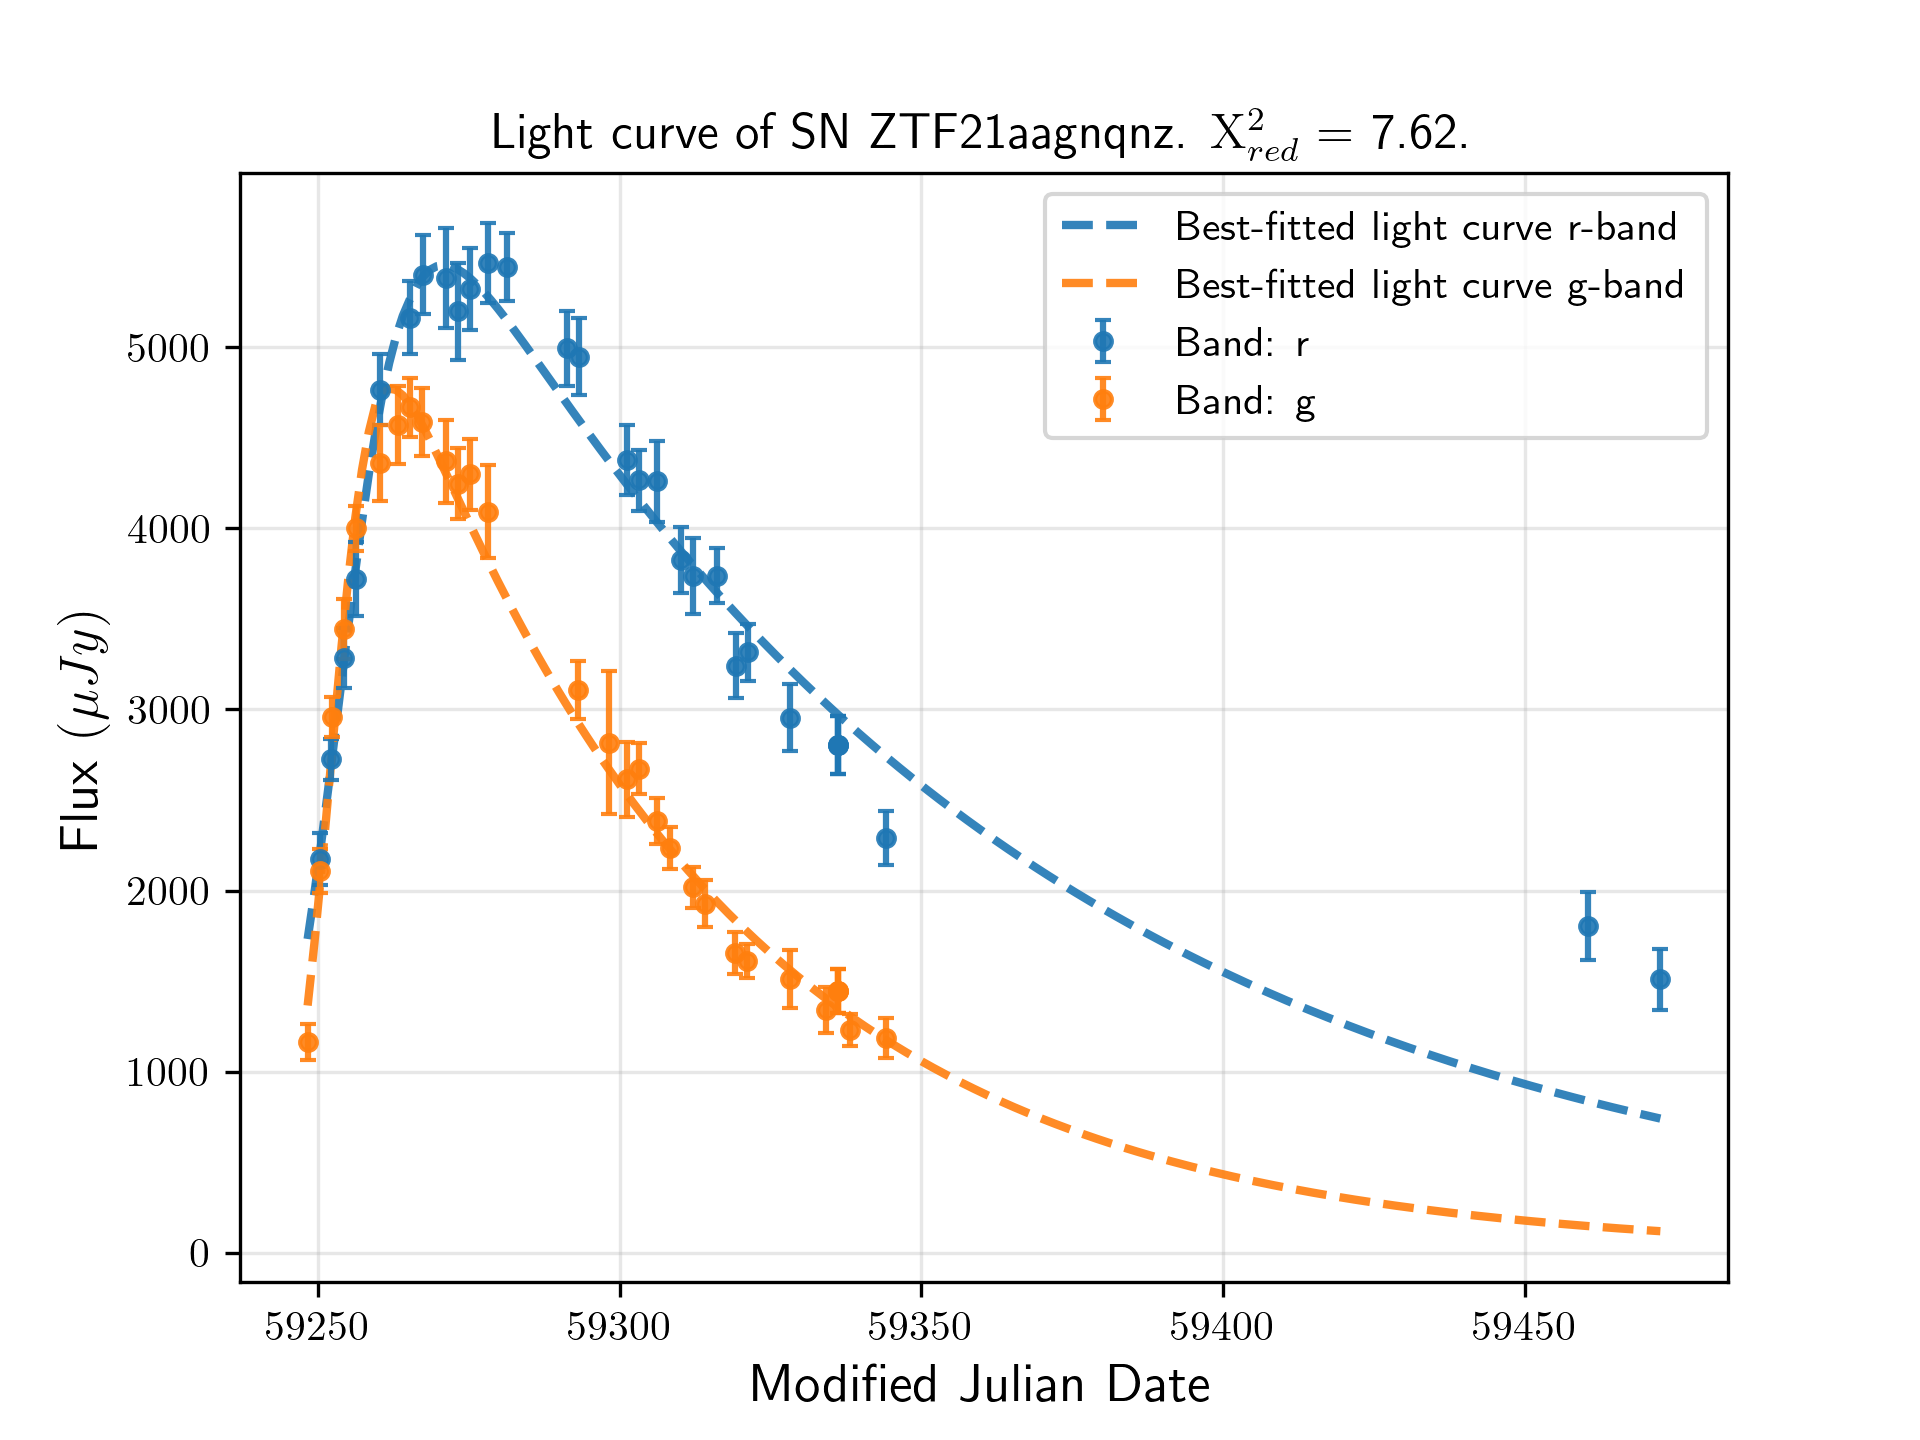 Light curve of SN ZTF21aagnqnz. X²_red = 7.62.
Best-fitted light curve r-band
Best-fitted light curve g-band
Band: r
Band: g
Flux (μJy)
5000
4000
3000
2000
1000
0
59250 59300 59350 59400 59450
Modified Julian Date